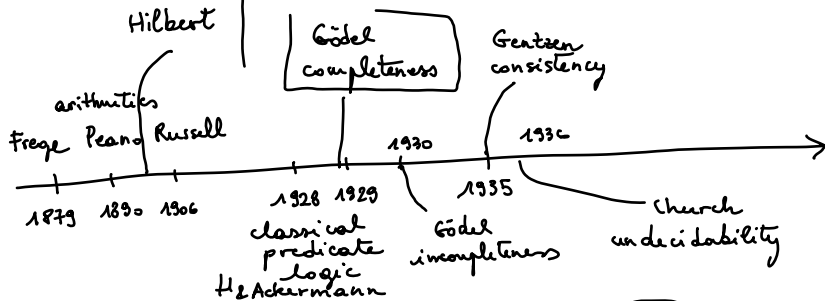 Hilbert
Gödel
completeness
Gentzen
consistency
arithmetics
Frege Peano Russell
1930
1936
1879 1890 1906
1928 1929
1935
classical
predicate
logic
H&Ackermann
Gödel
incompleteness
Church
undecidability